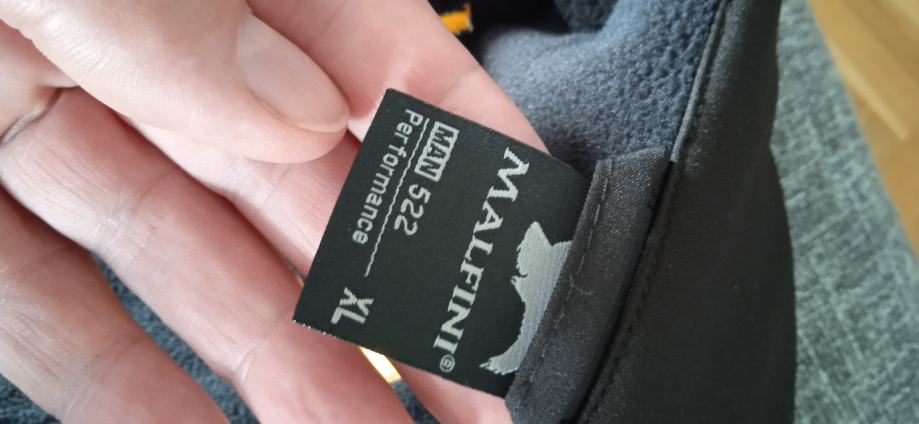 MALFINI®
MAN 522
Performance
XL